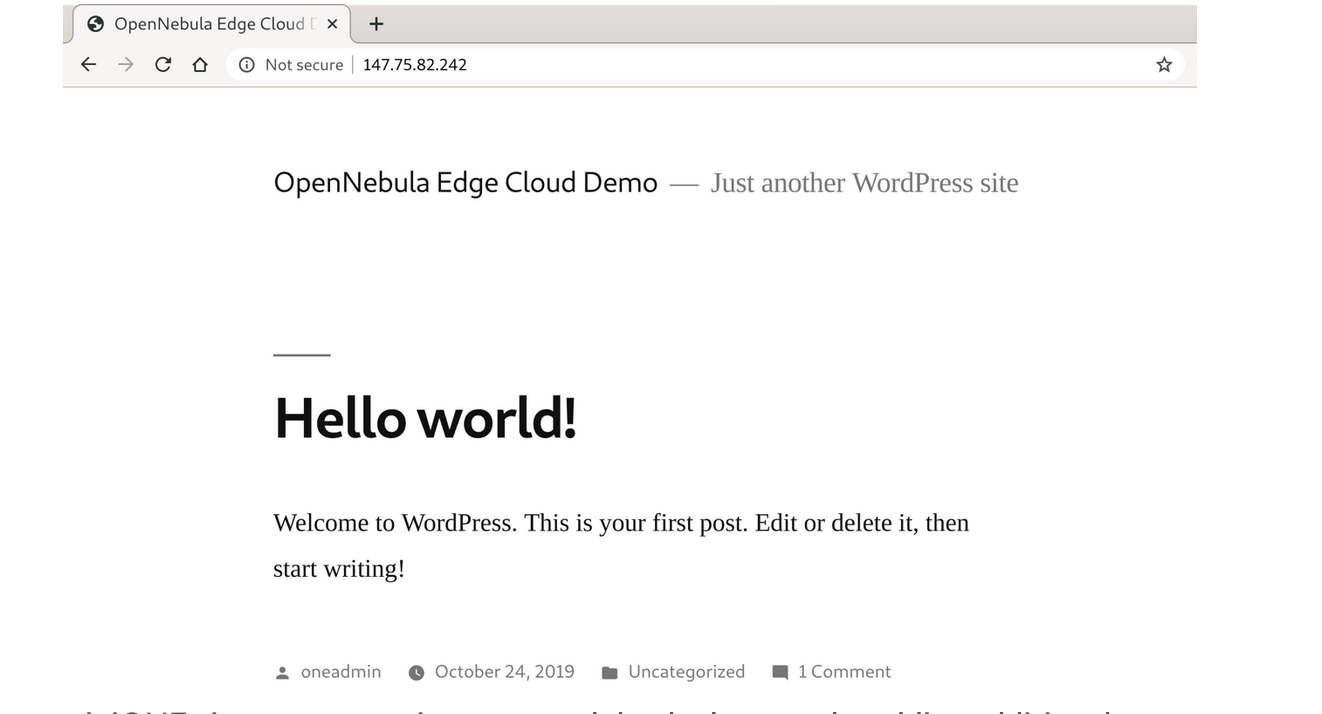 OpenNebula Edge Cloud
Not secure 147.75.82.242
OpenNebula Edge Cloud Demo — Just another WordPress site
Hello world!
Welcome to WordPress. This is your first post. Edit or delete it, then
start writing!
oneadmin October 24, 2019 Uncategorized 1 Comment